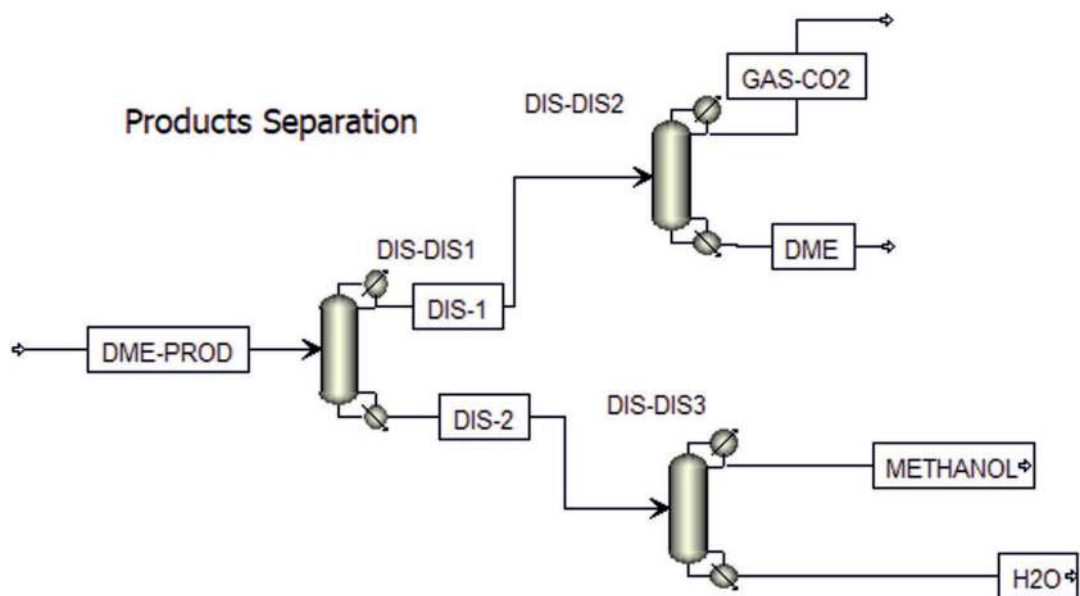 Products Separation
DIS-DIS2
GAS-CO2
DME
DIS-DIS1
DIS-1
DME-PROD
DIS-2
DIS-DIS3
METHANOL
H2O